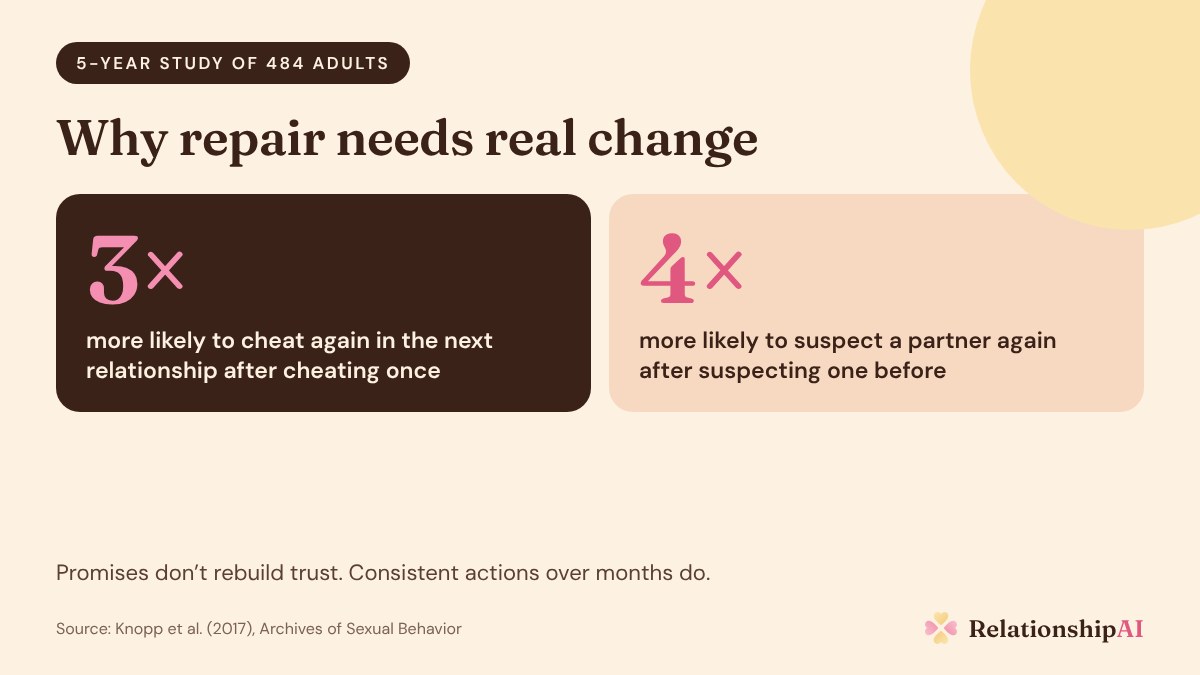 5-YEAR STUDY OF 484 ADULTS
Why repair needs real change
3×
more likely to cheat again in the next
relationship after cheating once
4×
more likely to suspect a partner again
after suspecting one before
Promises don’t rebuild trust. Consistent actions over months do.
Source: Knopp et al. (2017), Archives of Sexual Behavior
RelationshipAI